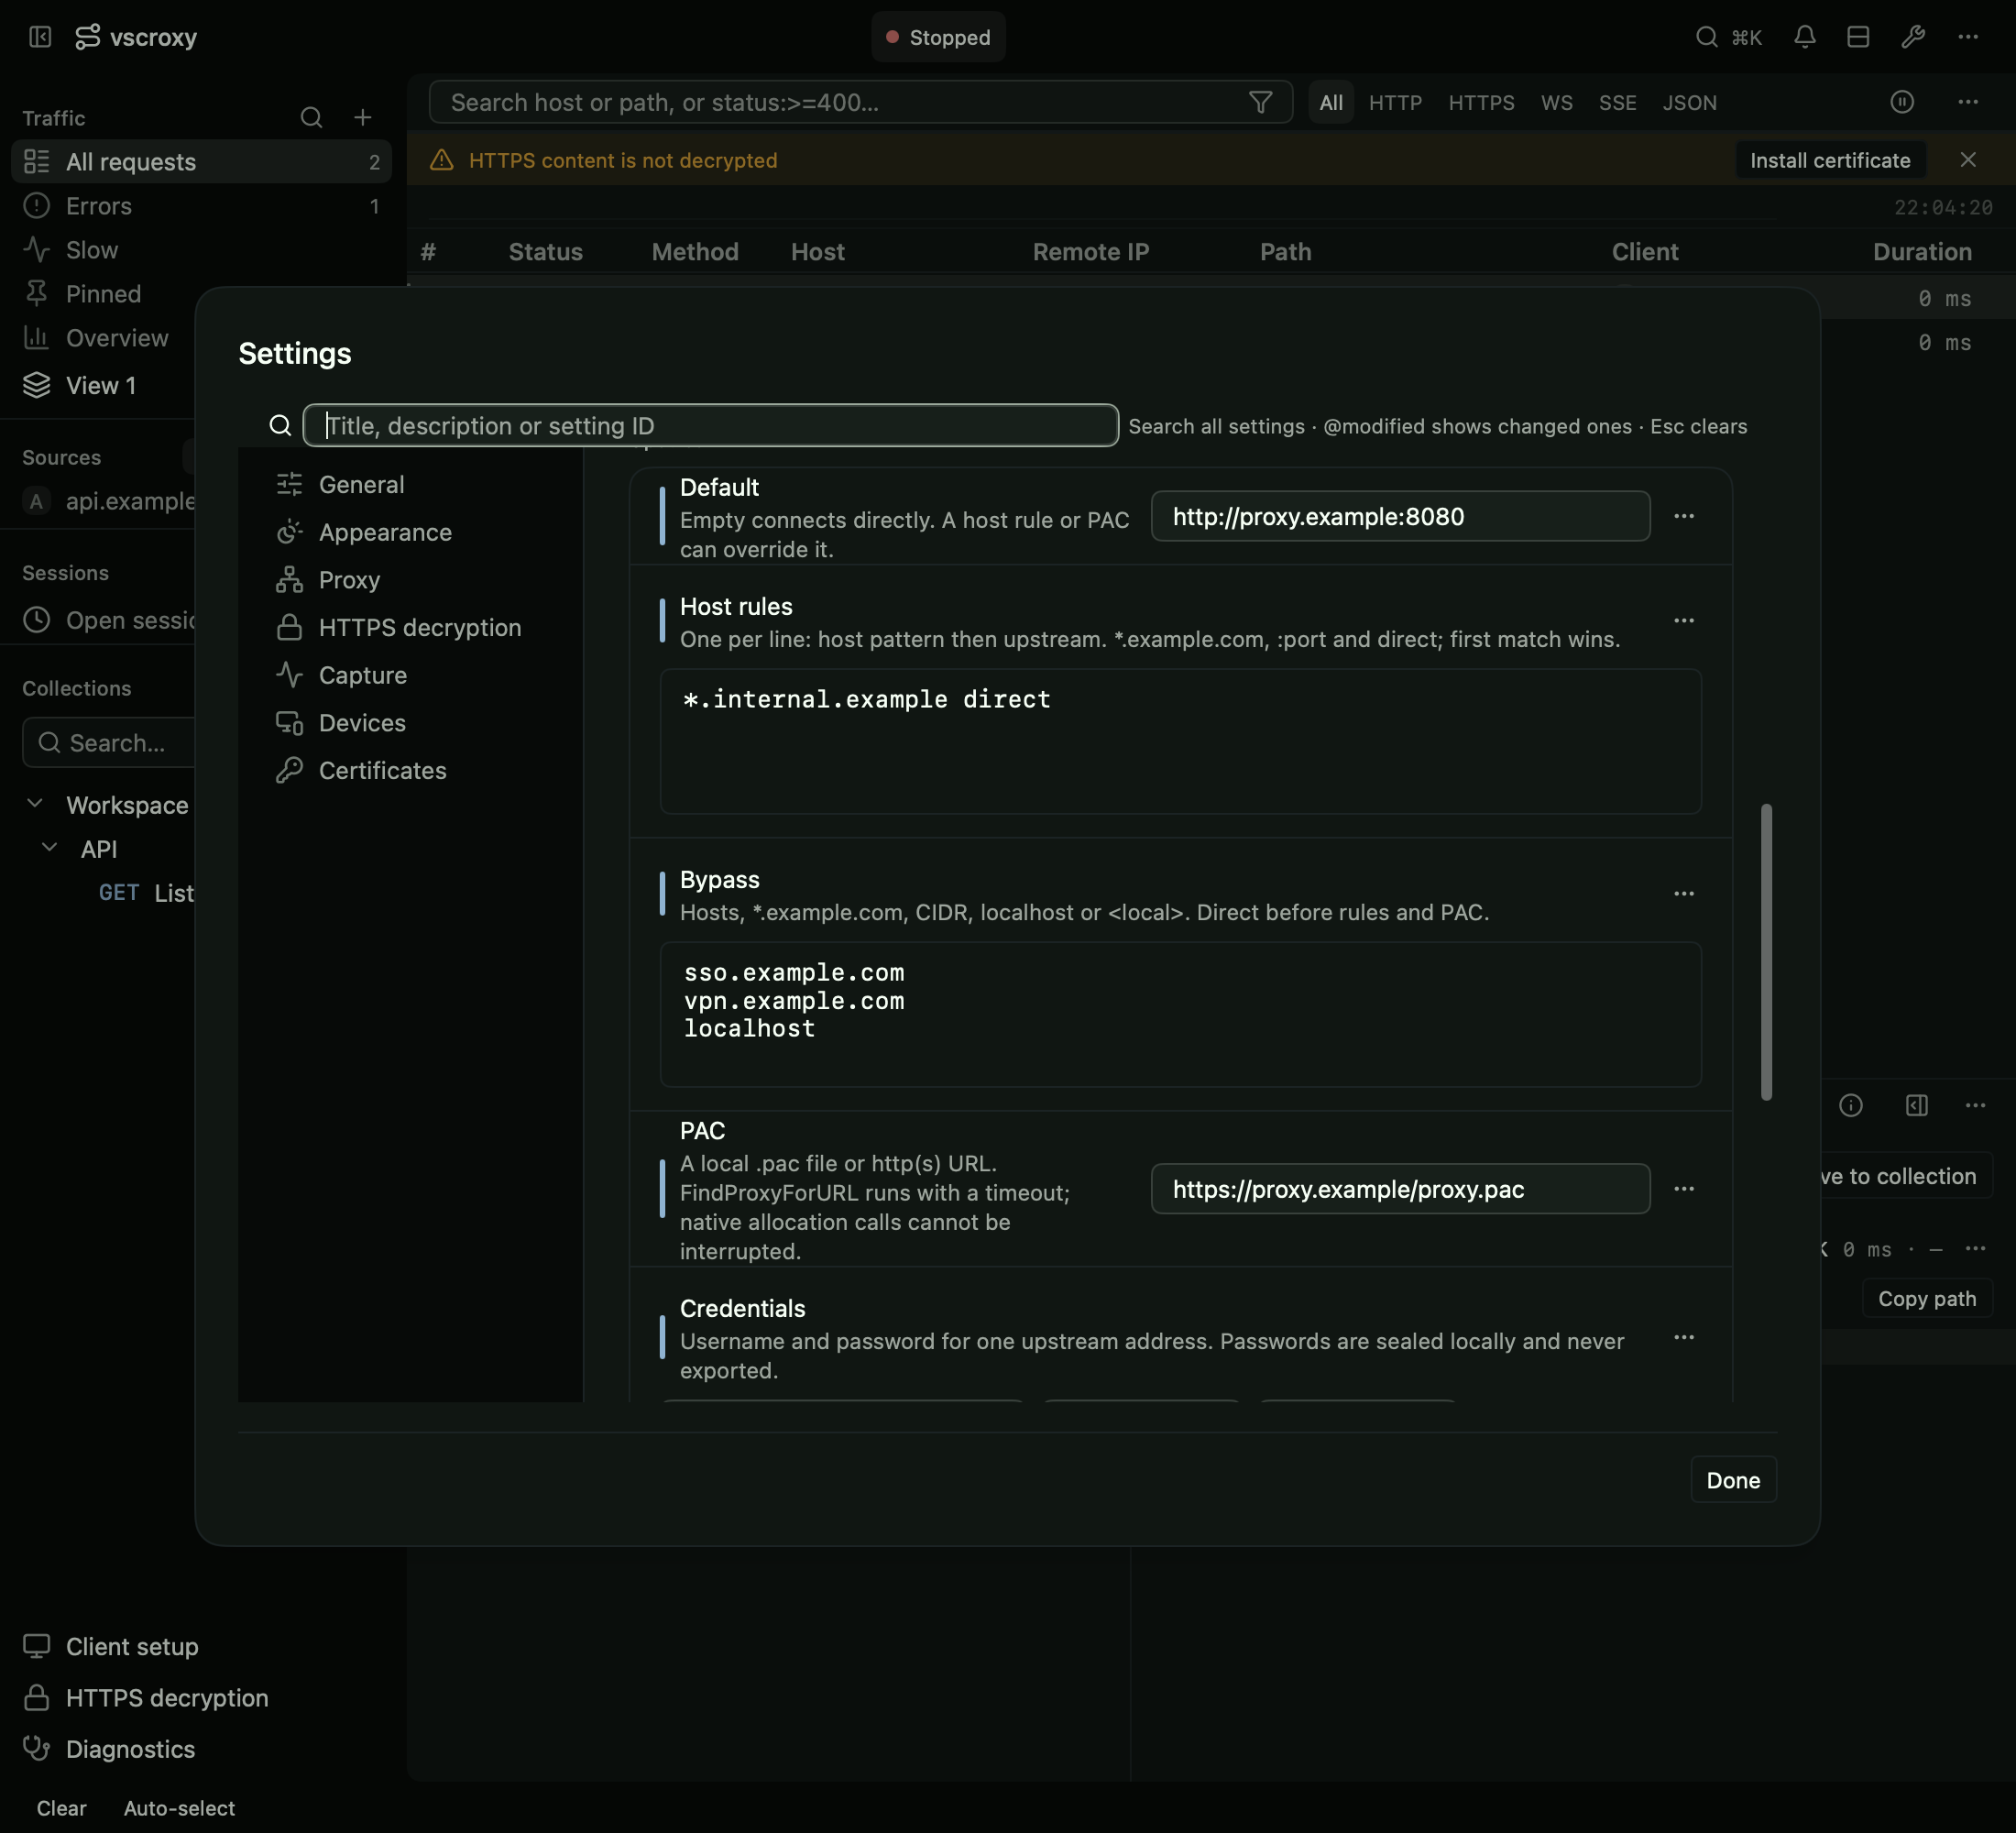 vscroxy
Stopped
⌘K
Traffic
All requests 2
Errors 1
Slow
Pinned
Overview
View 1
Sources
A api.example
Sessions
Open sessio
Collections
Search...
Workspace
API
GET List
Client setup
HTTPS decryption
Diagnostics
Clear Auto-select
Search host or path, or status:>=400...
All HTTP HTTPS WS SSE JSON
HTTPS content is not decrypted
Install certificate
22:04:20
# Status Method Host Remote IP Path Client Duration
0 ms
0 ms
Settings
Title, description or setting ID
Search all settings · @modified shows changed ones · Esc clears
General
Appearance
Proxy
HTTPS decryption
Capture
Devices
Certificates
Default
Empty connects directly. A host rule or PAC
can override it.
http://proxy.example:8080
Host rules
One per line: host pattern then upstream. *.example.com, :port and direct; first match wins.
*.internal.example direct
Bypass
Hosts, *.example.com, CIDR, localhost or <local>. Direct before rules and PAC.
sso.example.com
vpn.example.com
localhost
PAC
A local .pac file or http(s) URL.
FindProxyForURL runs with a timeout;
native allocation calls cannot be
interrupted.
https://proxy.example/proxy.pac
Credentials
Username and password for one upstream address. Passwords are sealed locally and never
exported.
Done
ve to collection
K 0 ms · —
Copy path